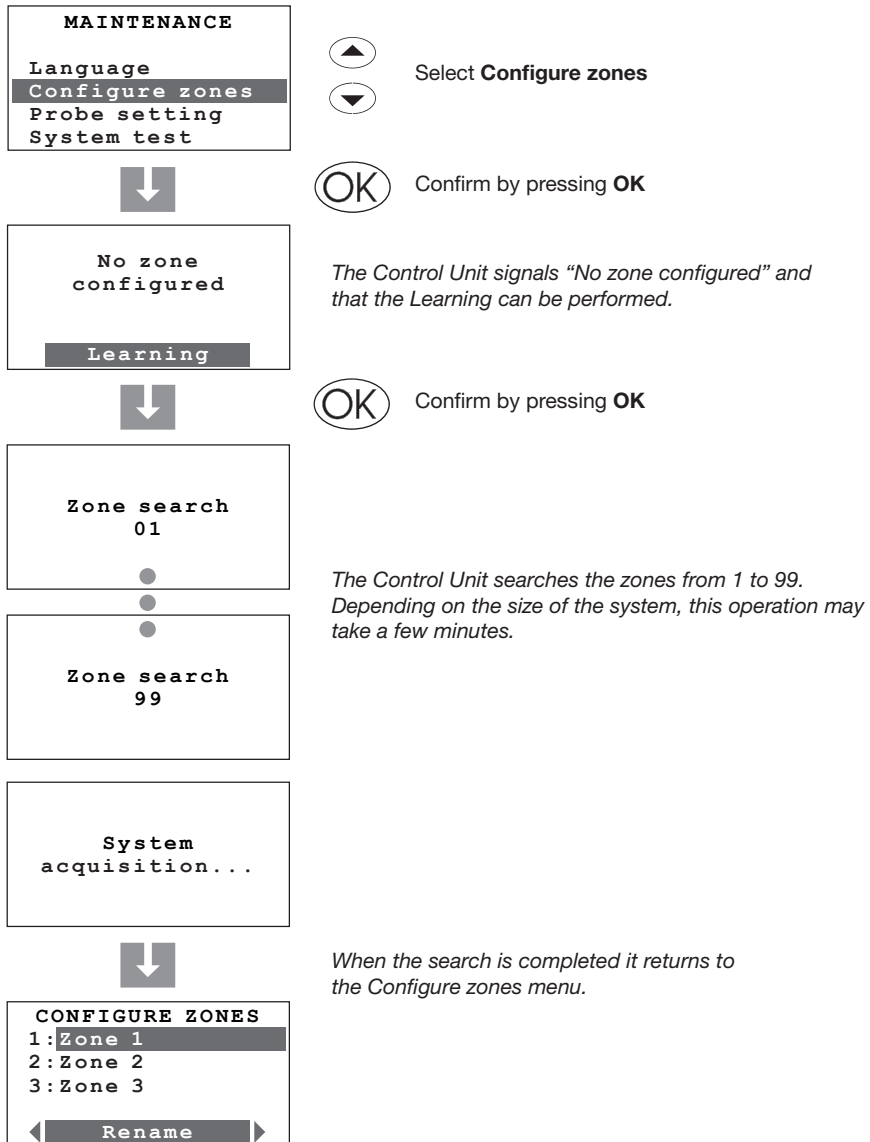 MAINTENANCE
Language
Configure zones
Probe setting
System test
Select Configure zones
OK
Confirm by pressing OK
No zone
configured
Learning
The Control Unit signals “No zone configured” and
that the Learning can be performed.
OK
Confirm by pressing OK
Zone search
01
The Control Unit searches the zones from 1 to 99.
Depending on the size of the system, this operation may
take a few minutes.
Zone search
99
System
acquisition...
When the search is completed it returns to
the Configure zones menu.
CONFIGURE ZONES
1:Zone 1
2:Zone 2
3:Zone 3
Rename